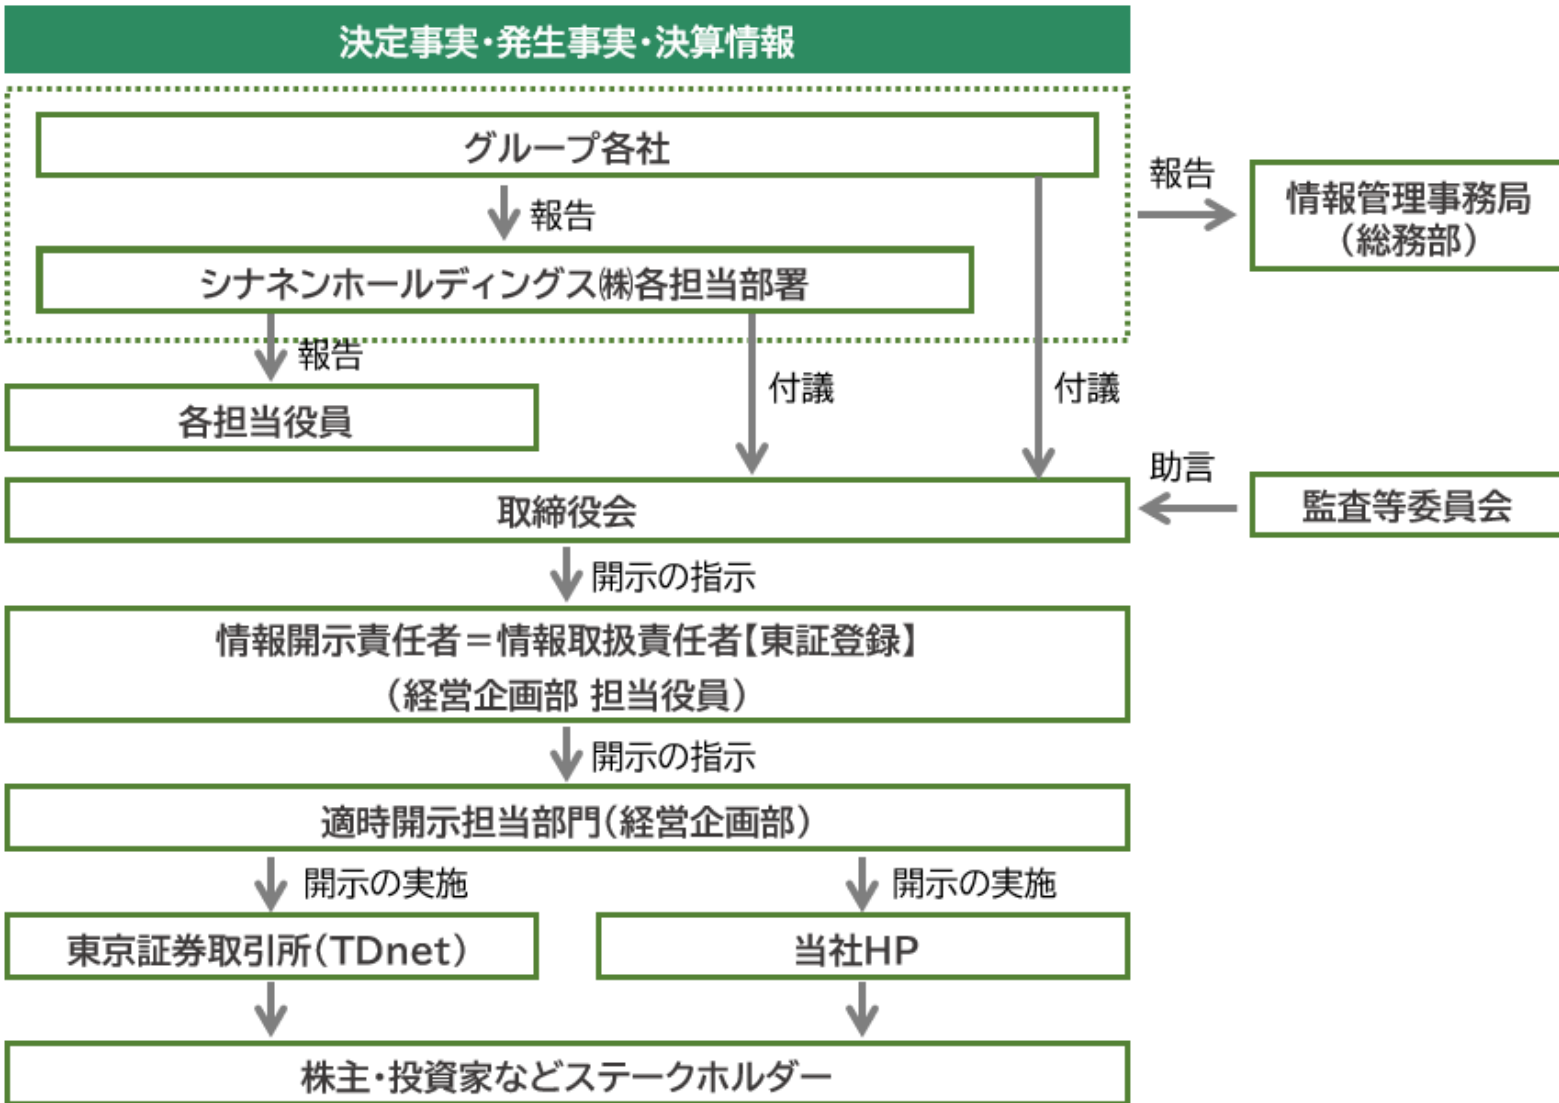 決定事実・発生事実・決算情報
グループ各社
報告
情報管理事務局
（総務部）
報告
シナネンホールディングス㈱各担当部署
報告
付議
付議
各担当役員
取締役会
助言
監査等委員会
開示の指示
情報開示責任者＝情報取扱責任者【東証登録】
（経営企画部 担当役員）
開示の指示
適時開示担当部門（経営企画部）
開示の実施
開示の実施
東京証券取引所（TDnet）
当社HP
株主・投資家などステークホルダー